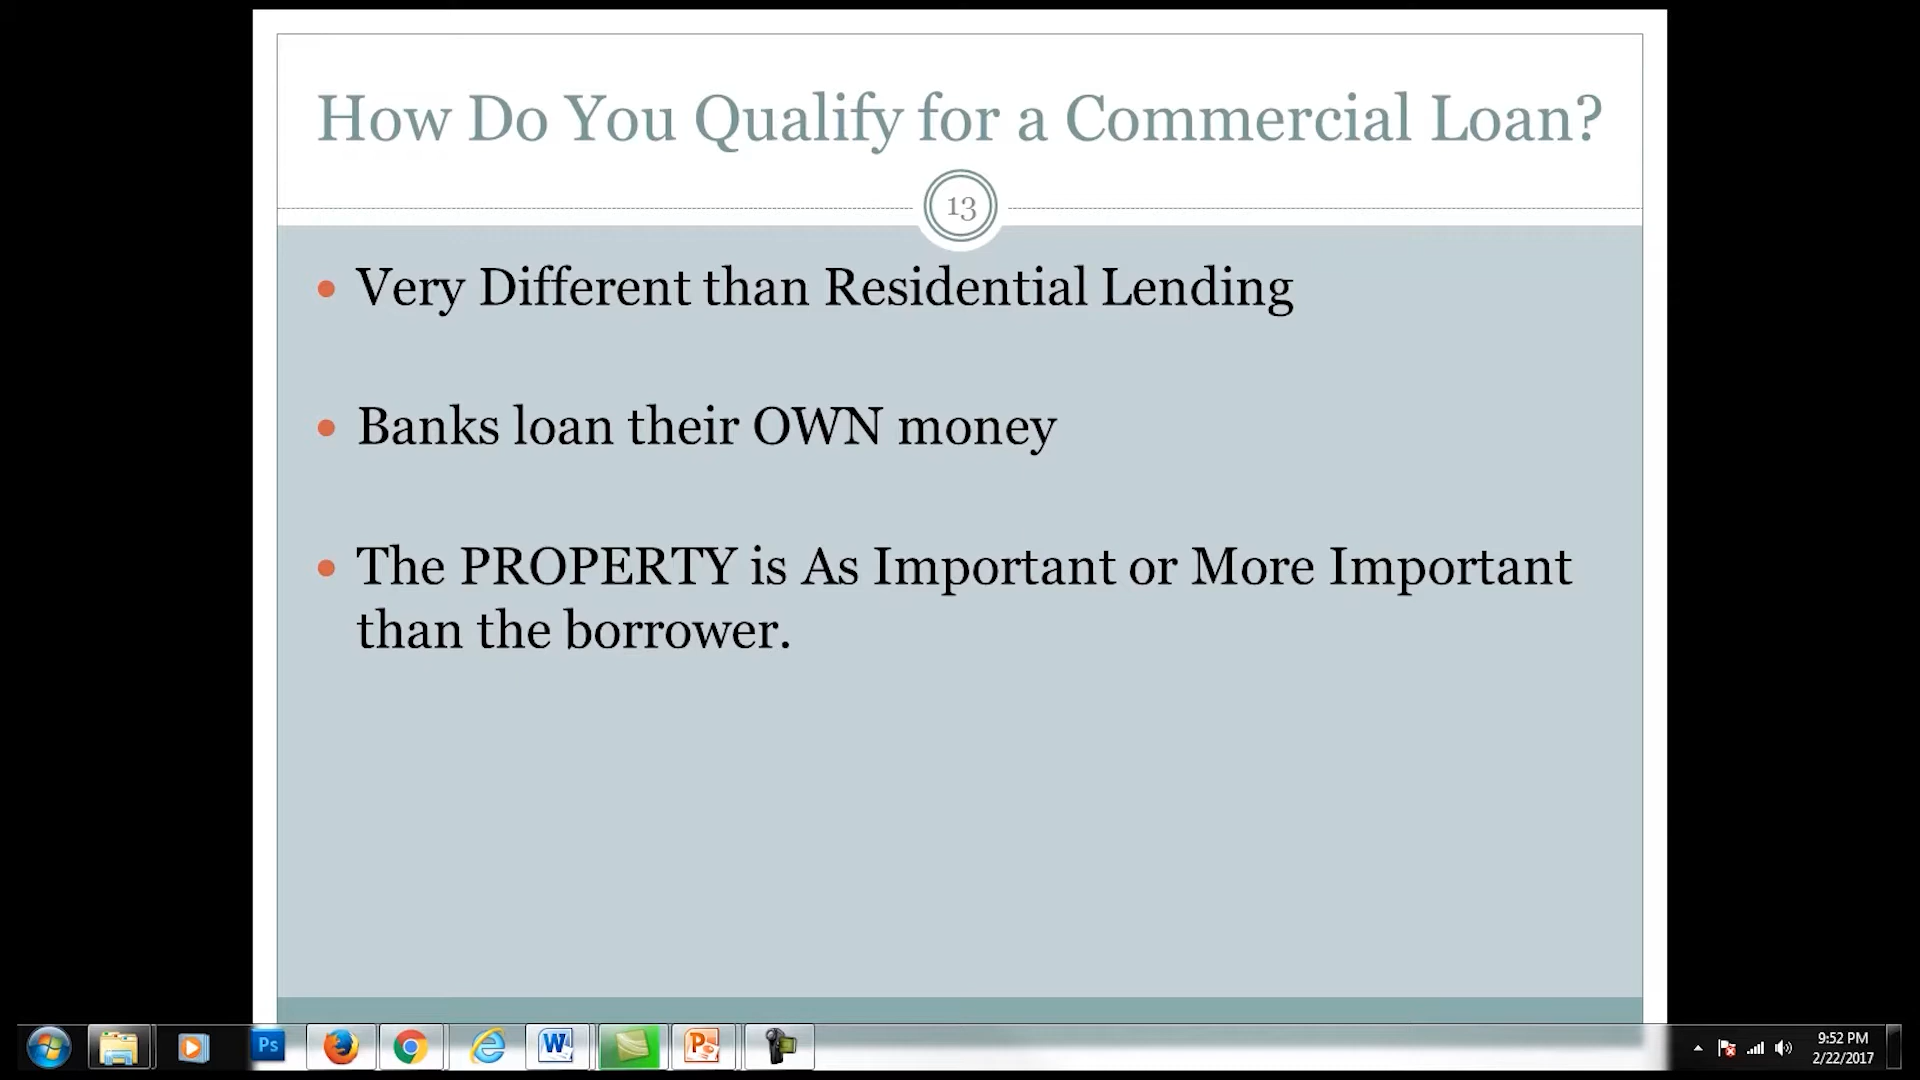 How Do You Qualify for a Commercial Loan?
13
• Very Different than Residential Lending
• Banks loan their OWN money
• The PROPERTY is As Important or More Important
than the borrower.
Ps
W
P
9:52 PM
2/22/2017